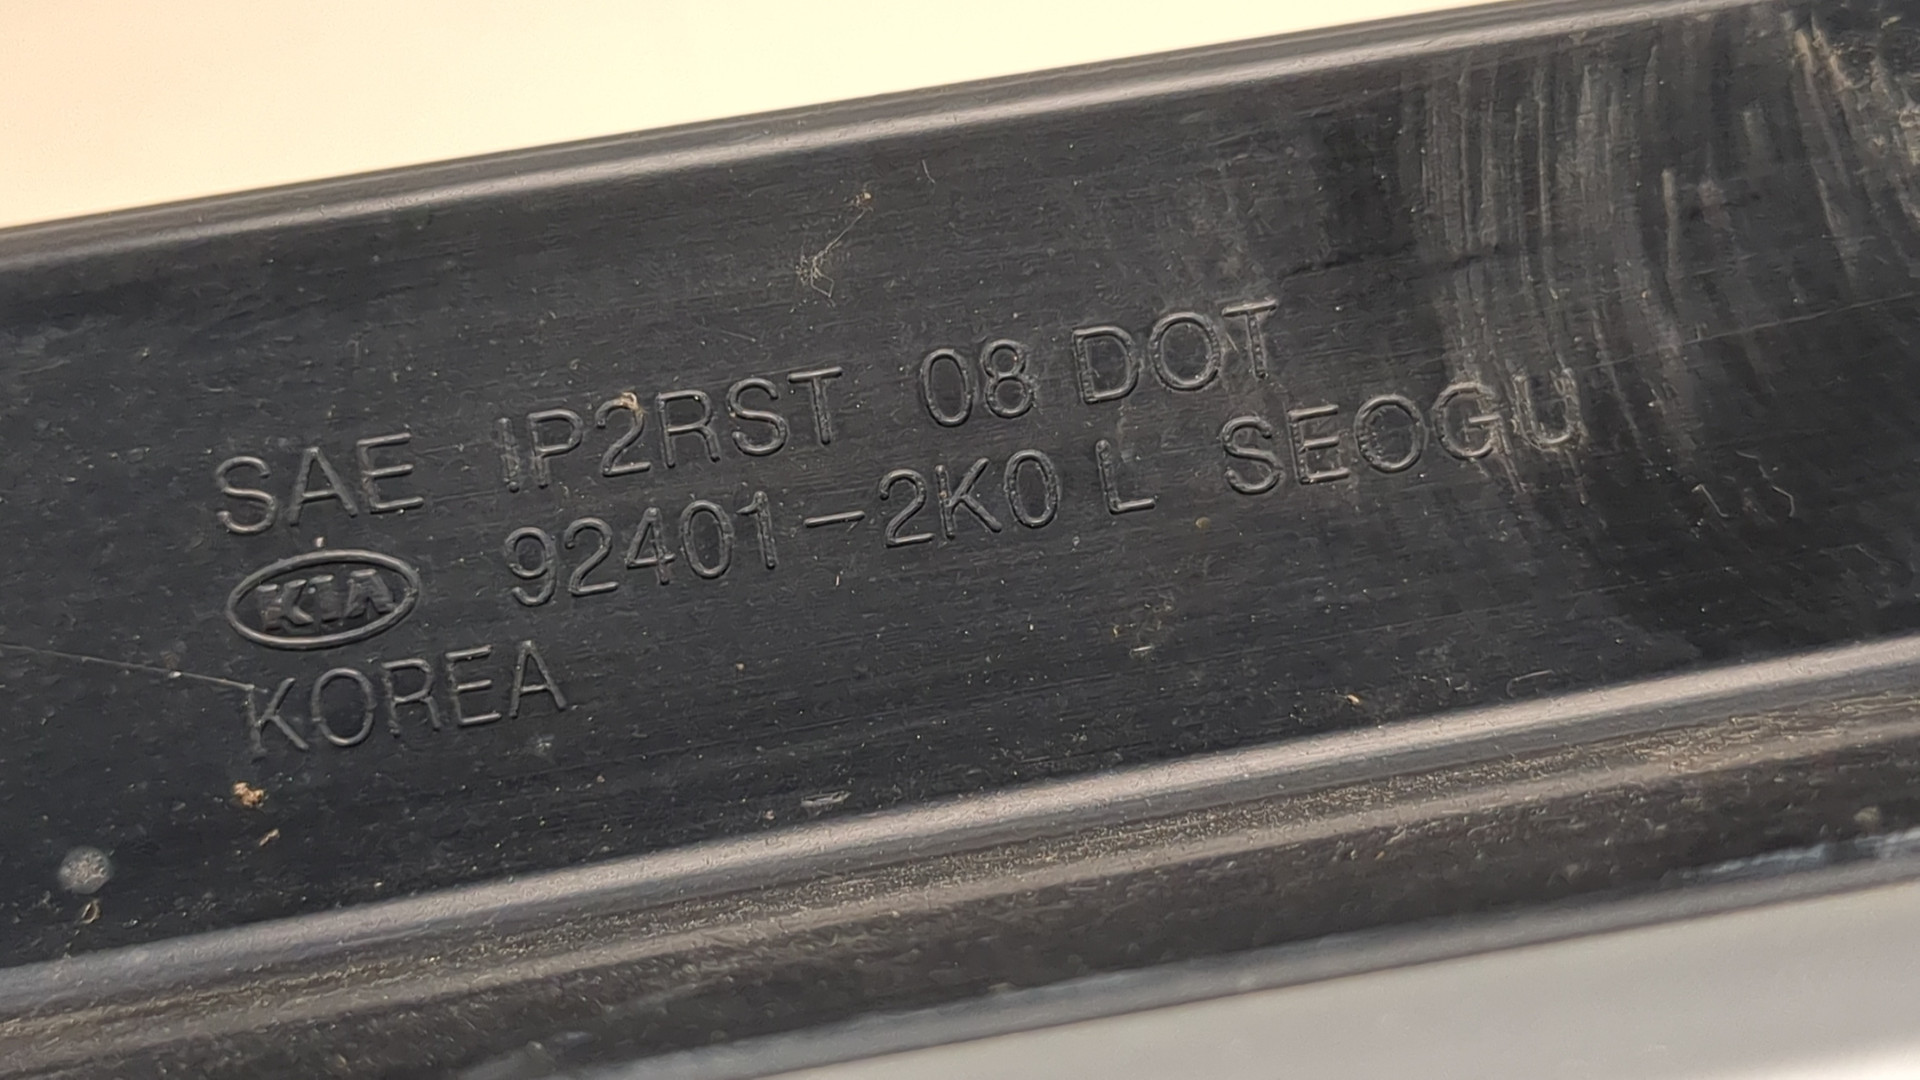 SAE IP2RST 08 DOT
KIA 92401-2K0 L SEOGU
KOREA